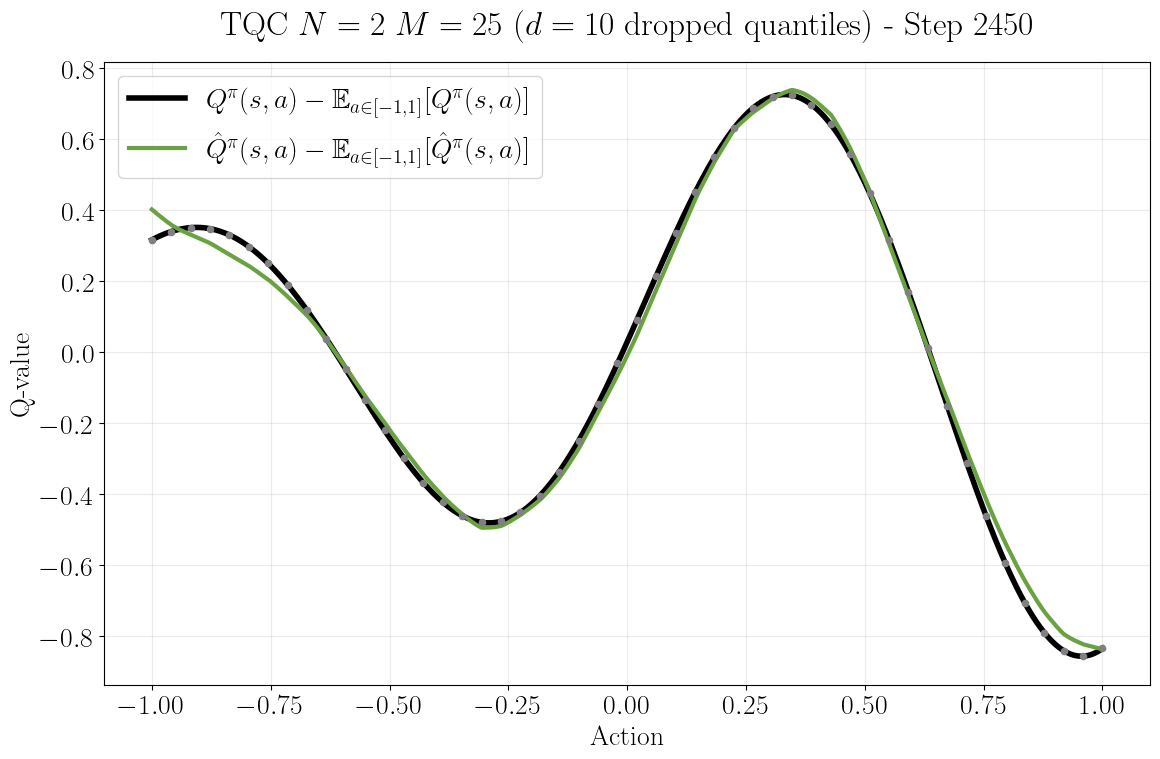 TQC N = 2 M = 25 (d = 10 dropped quantiles) - Step 2450
Q^π(s, a) − 𝔼_{a∈[−1,1]}[Q^π(s, a)]
Q̂^π(s, a) − 𝔼_{a∈[−1,1]}[Q̂^π(s, a)]
0.8
0.6
0.4
0.2
0.0
−0.2
−0.4
−0.6
−0.8
Q-value
−1.00 −0.75 −0.50 −0.25 0.00 0.25 0.50 0.75 1.00
Action